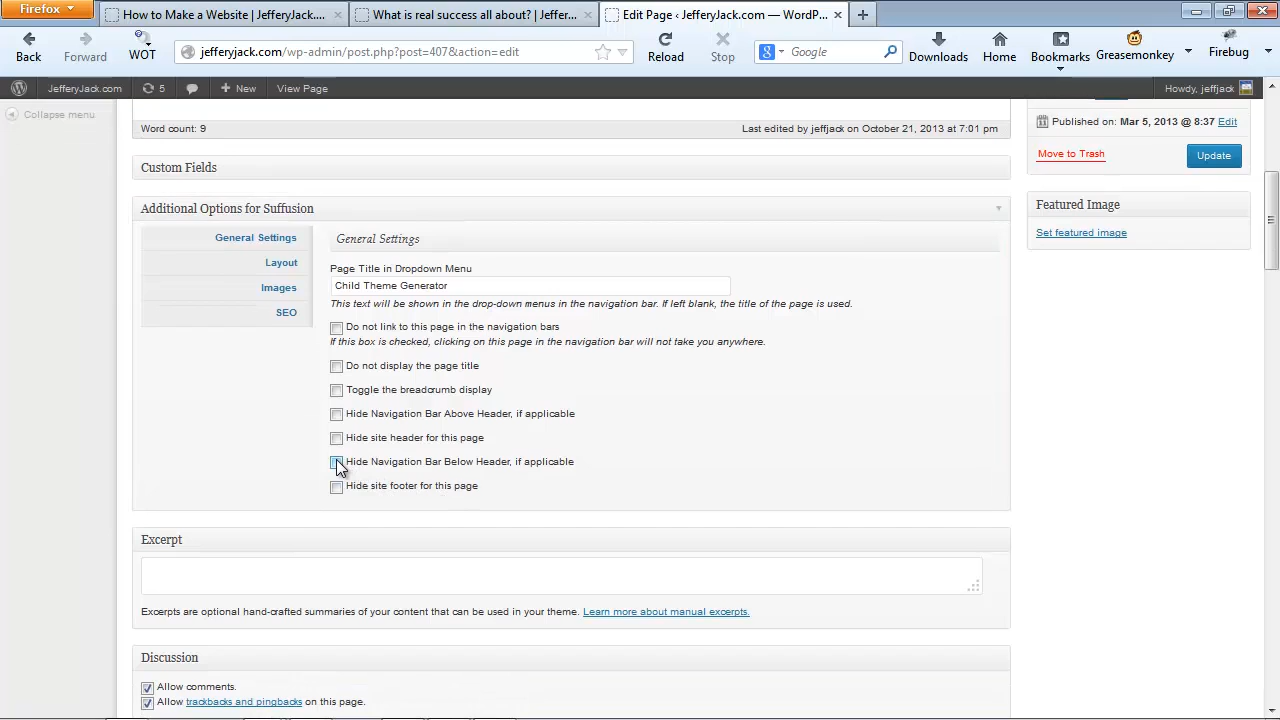 Firefox
How to Make a Website | JefferyJack....
What is real success all about? | Jeffer...
Edit Page ‹ JefferyJack.com — WordP...
Back
Forward
WOT
jefferyjack.com/wp-admin/post.php?post=407&action=edit
Reload
Stop
Google
Downloads
Home
Bookmarks
Greasemonkey
Firebug
JefferyJack.com
5
+ New
View Page
Howdy, jeffjack
Collapse menu
Word count: 9
Last edited by jeffjack on October 21, 2013 at 7:01 pm
Published on: Mar 5, 2013 @ 8:37 Edit
Move to Trash
Update
Custom Fields
Additional Options for Suffusion
Featured Image
Set featured image
General Settings
Layout
Images
SEO
General Settings
Page Title in Dropdown Menu
Child Theme Generator
This text will be shown in the drop-down menus in the navigation bar. If left blank, the title of the page is used.
Do not link to this page in the navigation bars
If this box is checked, clicking on this page in the navigation bar will not take you anywhere.
Do not display the page title
Toggle the breadcrumb display
Hide Navigation Bar Above Header, if applicable
Hide site header for this page
Hide Navigation Bar Below Header, if applicable
Hide site footer for this page
Excerpt
Excerpts are optional hand-crafted summaries of your content that can be used in your theme. Learn more about manual excerpts.
Discussion
Allow comments.
Allow trackbacks and pingbacks on this page.